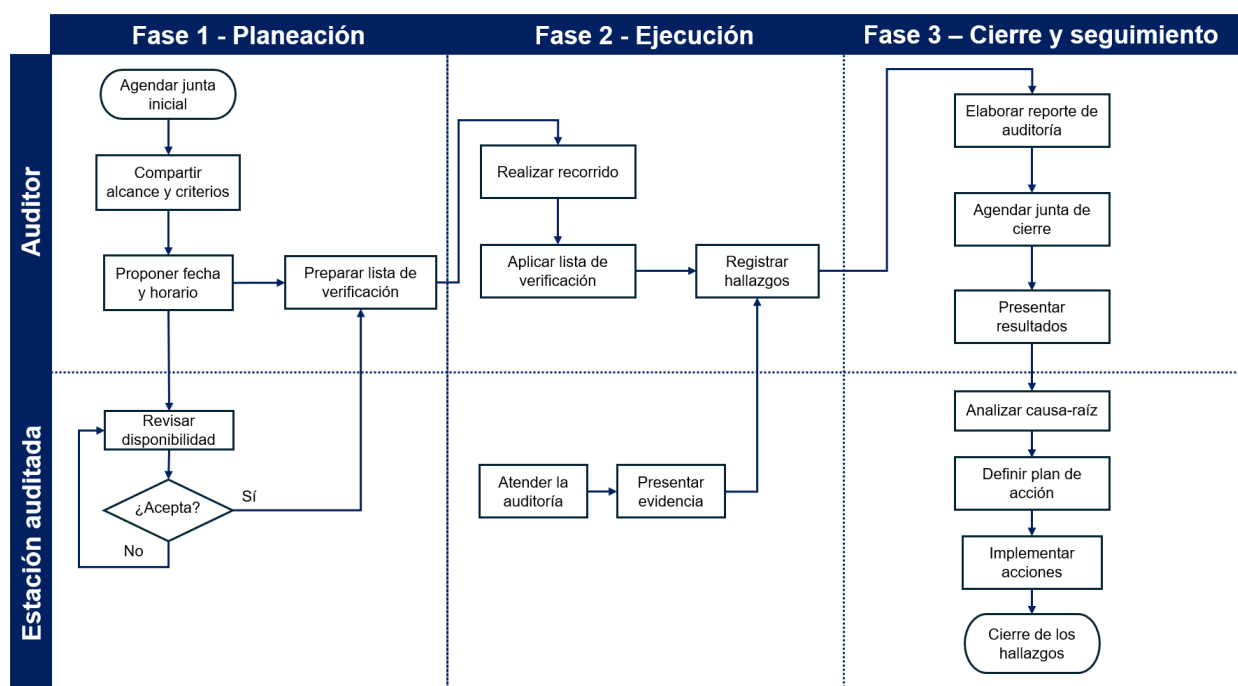 Fase 1 - Planeación
Fase 2 - Ejecución
Fase 3 – Cierre y seguimiento
Auditor
Agendar junta
inicial
Compartir
alcance y criterios
Proponer fecha
y horario
Preparar lista de
verificación
Realizar recorrido
Aplicar lista de
verificación
Registrar
hallazgos
Elaborar reporte de
auditoría
Agendar junta de
cierre
Presentar
resultados
Estación auditada
Revisar
disponibilidad
¿Acepta?
Sí
No
Atender la
auditoría
Presentar
evidencia
Analizar causa-raíz
Definir plan de
acción
Implementar
acciones
Cierre de los
hallazgos